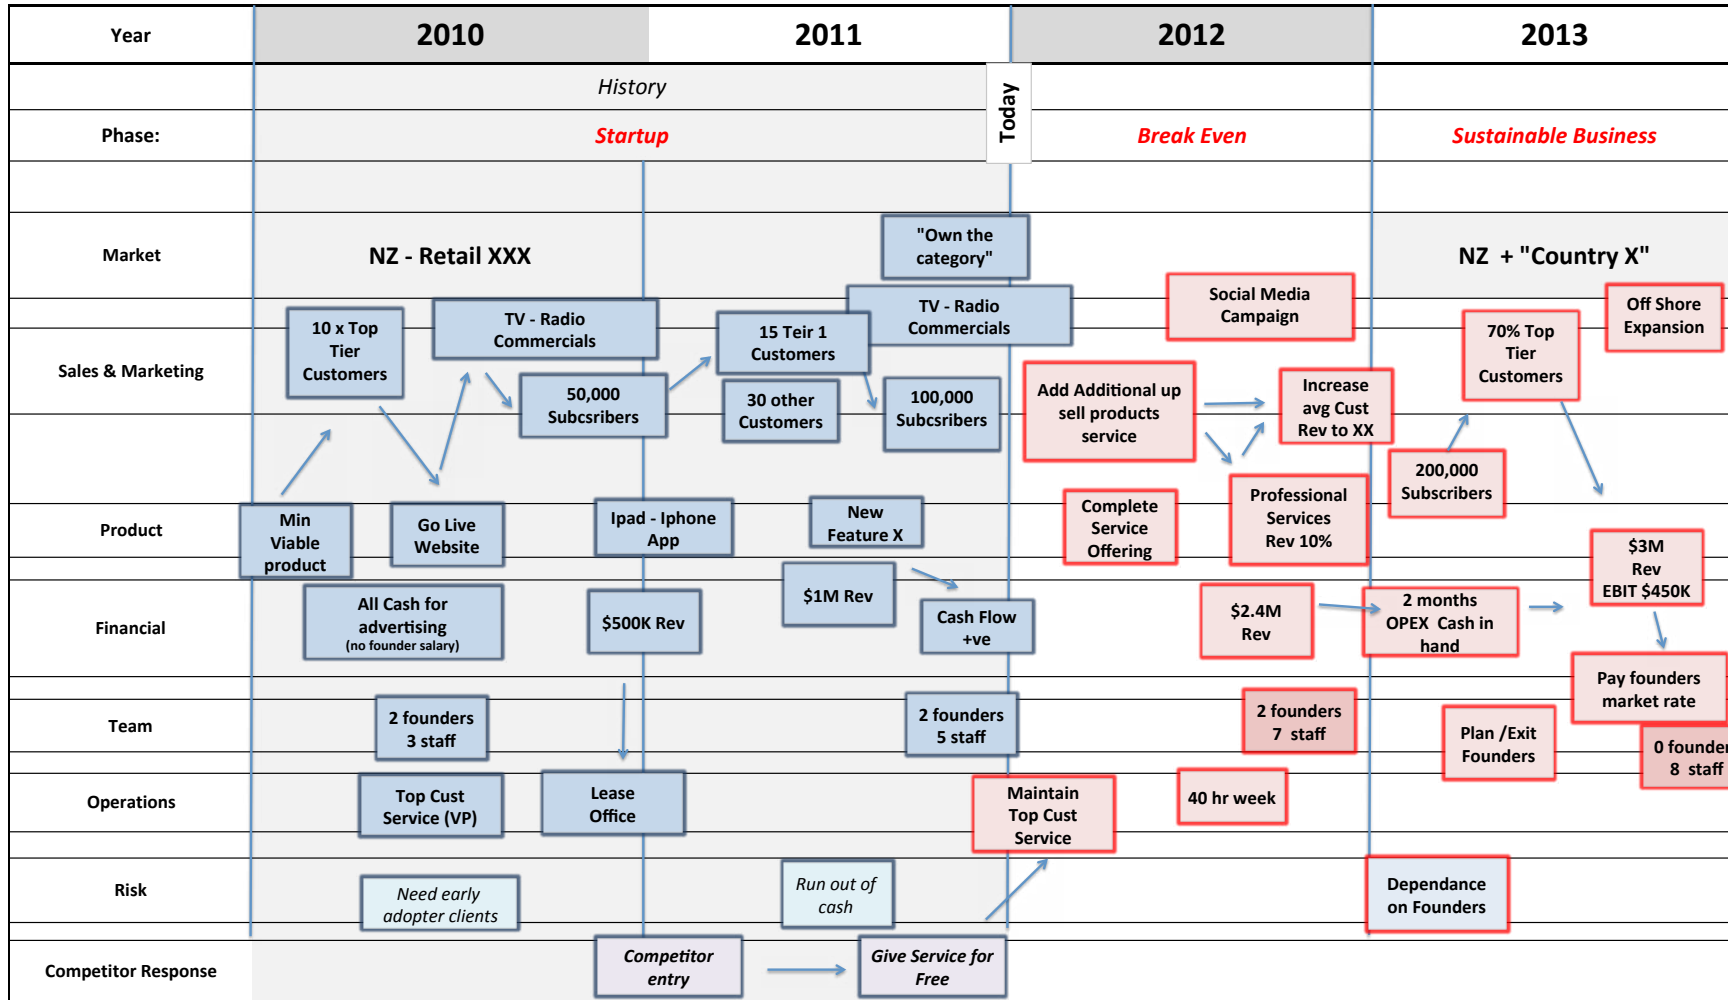 Year
2010
2011
2012
2013
History
Today
Phase:
Startup
Break Even
Sustainable Business
Market
NZ - Retail XXX
"Own the
category"
NZ + "Country X"
Sales & Marketing
10 x Top
Tier
Customers
TV - Radio
Commercials
50,000
Subcsribers
15 Teir 1
Customers
30 other
Customers
TV - Radio
Commercials
100,000
Subcsribers
Social Media
Campaign
Add Additional up
sell products
service
Increase
avg Cust
Rev to XX
70% Top
Tier
Customers
Off Shore
Expansion
200,000
Subscribers
Product
Min
Viable
product
Go Live
Website
Ipad - Iphone
App
New
Feature X
Complete
Service
Offering
Professional
Services
Rev 10%
Financial
All Cash for
advertising
(no founder salary)
$500K Rev
$1M Rev
Cash Flow
+ve
$2.4M
Rev
2 months
OPEX Cash in
hand
$3M
Rev
EBIT $450K
Pay founders
market rate
Team
2 founders
3 staff
2 founders
5 staff
2 founders
7 staff
Plan /Exit
Founders
0 founder
8 staff
Operations
Top Cust
Service (VP)
Lease
Office
Maintain
Top Cust
Service
40 hr week
Risk
Need early
adopter clients
Run out of
cash
Dependance
on Founders
Competitor Response
Competitor
entry
Give Service for
Free